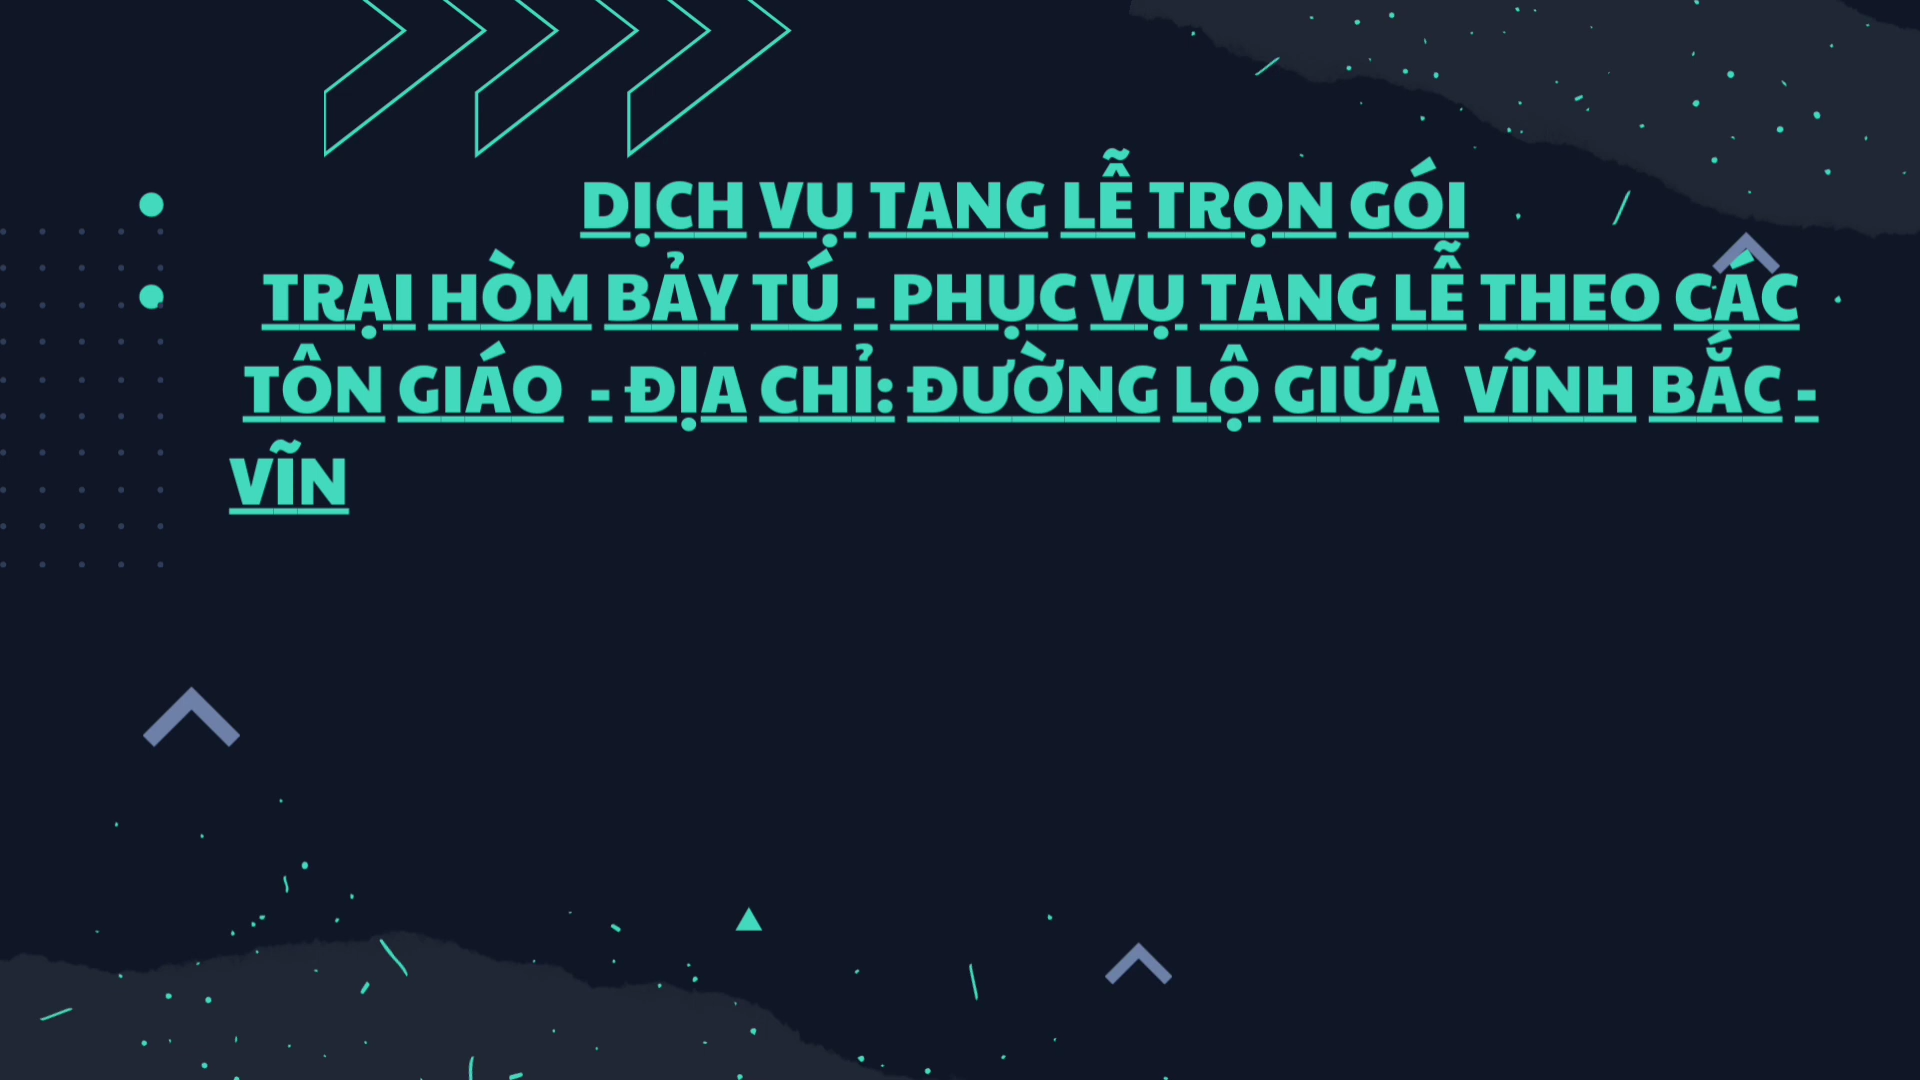 DỊCH VỤ TANG LỄ TRỌN GÓI
TRẠI HÒM BẢY TÚ - PHỤC VỤ TANG LỄ THEO CÁC
TÔN GIÁO - ĐỊA CHỈ: ĐƯỜNG LỘ GIỮA VĨNH BẮC -
VĨN